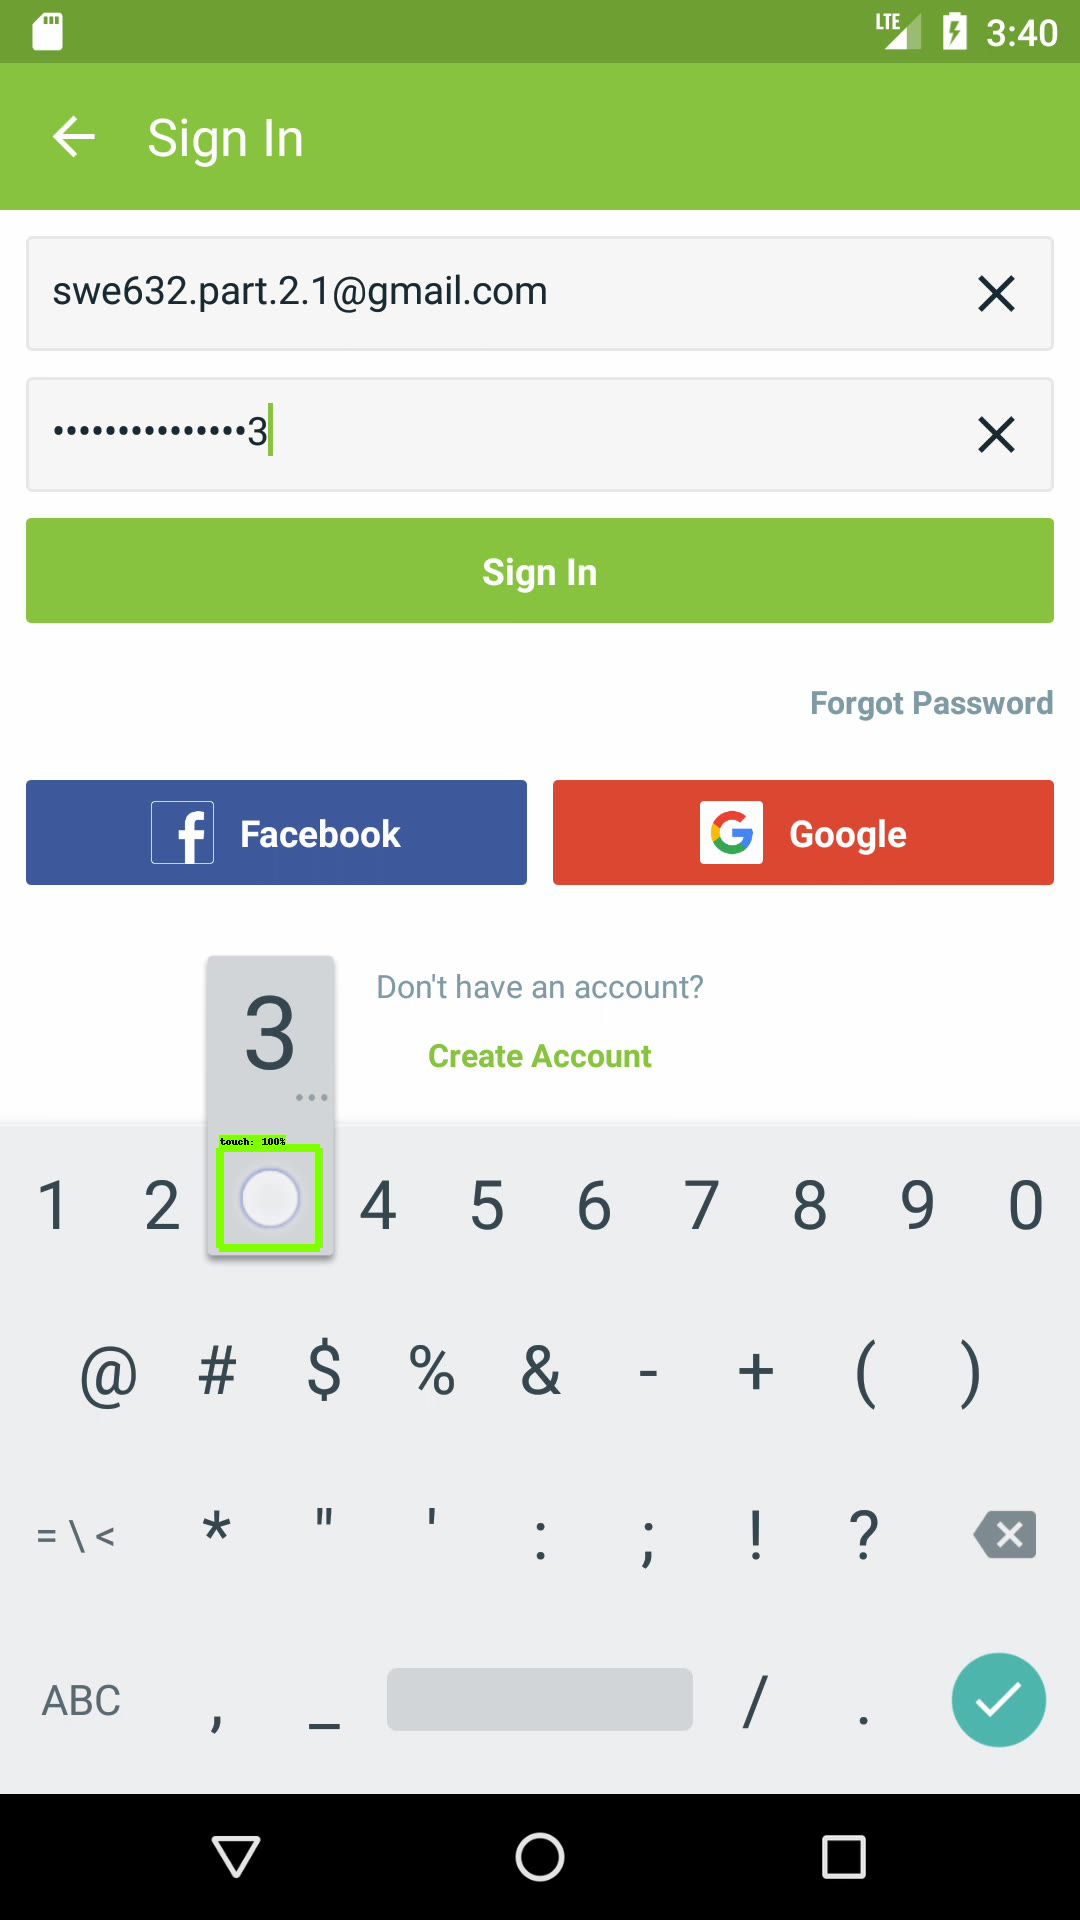 LTE 3:40
Sign In
swe632.part.2.1@gmail.com
•••••••••••••••3
Sign In
Forgot Password
Facebook
Google
3
Don't have an account?
...
Create Account
touch: 100%
1 2 4 5 6 7 8 9 0
@ # $ % & - + ( )
= \ < * " ' : ; ! ?
ABC , _ / .